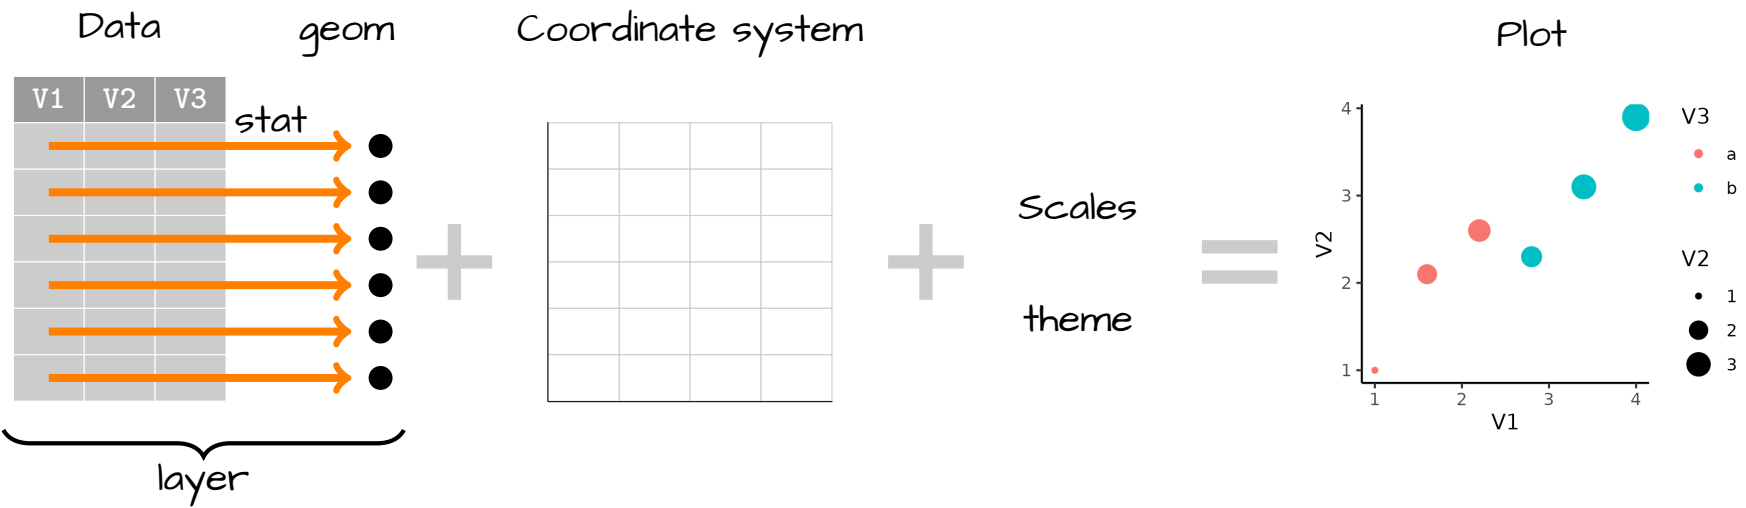 Data
geom
Coordinate system
Plot
V1 V2 V3
stat
Scales
theme
layer
4
3
2
1
V2
1 2 3 4
V1
V3
a
b
V2
1
2
3